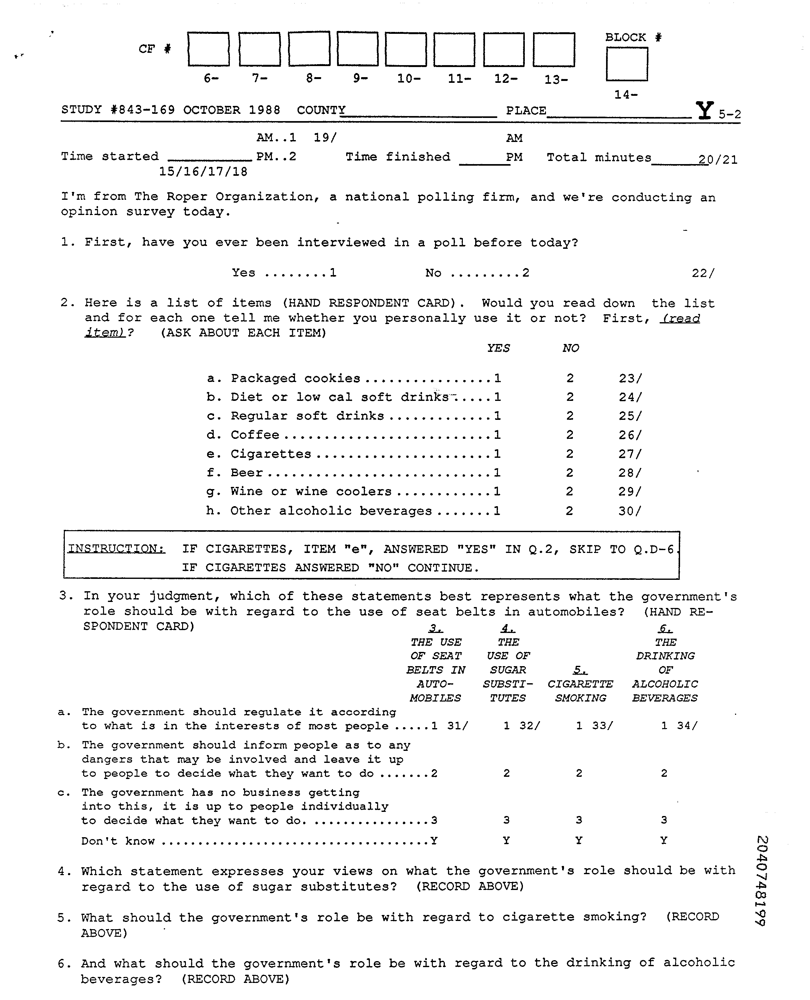 CF #
BLOCK #
6- 7- 8- 9- 10- 11- 12- 13-
14-
STUDY #843-169 OCTOBER 1988 COUNTY____________________ PLACE____________________ Y 5-2
AM..1 19/ AM
Time started ___________ PM..2 Time finished _______PM Total minutes_______20/21
15/16/17/18
I'm from The Roper Organization, a national polling firm, and we're conducting an
opinion survey today.
1. First, have you ever been interviewed in a poll before today?
Yes ........1 No .........2 22/
2. Here is a list of items (HAND RESPONDENT CARD). Would you read down the list
and for each one tell me whether you personally use it or not? First, (read
item)? (ASK ABOUT EACH ITEM)
YES NO
a. Packaged cookies................1 2 23/
b. Diet or low cal soft drinks.....1 2 24/
c. Regular soft drinks.............1 2 25/
d. Coffee..........................1 2 26/
e. Cigarettes......................1 2 27/
f. Beer............................1 2 28/
g. Wine or wine coolers............1 2 29/
h. Other alcoholic beverages.......1 2 30/
INSTRUCTION: IF CIGARETTES, ITEM "e", ANSWERED "YES" IN Q.2, SKIP TO Q.D-6.
IF CIGARETTES ANSWERED "NO" CONTINUE.
3. In your judgment, which of these statements best represents what the government's
role should be with regard to the use of seat belts in automobiles? (HAND RE-
SPONDENT CARD) 3. 4. 6.
THE USE THE THE
OF SEAT USE OF DRINKING
BELTS IN SUGAR 5. OF
AUTO- SUBSTI- CIGARETTE ALCOHOLIC
MOBILES TUTES SMOKING BEVERAGES
a. The government should regulate it according
to what is in the interests of most people .....1 31/ 1 32/ 1 33/ 1 34/
b. The government should inform people as to any
dangers that may be involved and leave it up
to people to decide what they want to do .......2 2 2 2
c. The government has no business getting
into this, it is up to people individually
to decide what they want to do. ................3 3 3 3
Don't know .....................................Y Y Y Y
4. Which statement expresses your views on what the government's role should be with
regard to the use of sugar substitutes? (RECORD ABOVE)
5. What should the government's role be with regard to cigarette smoking? (RECORD
ABOVE)
6. And what should the government's role be with regard to the drinking of alcoholic
beverages? (RECORD ABOVE)
2040748199